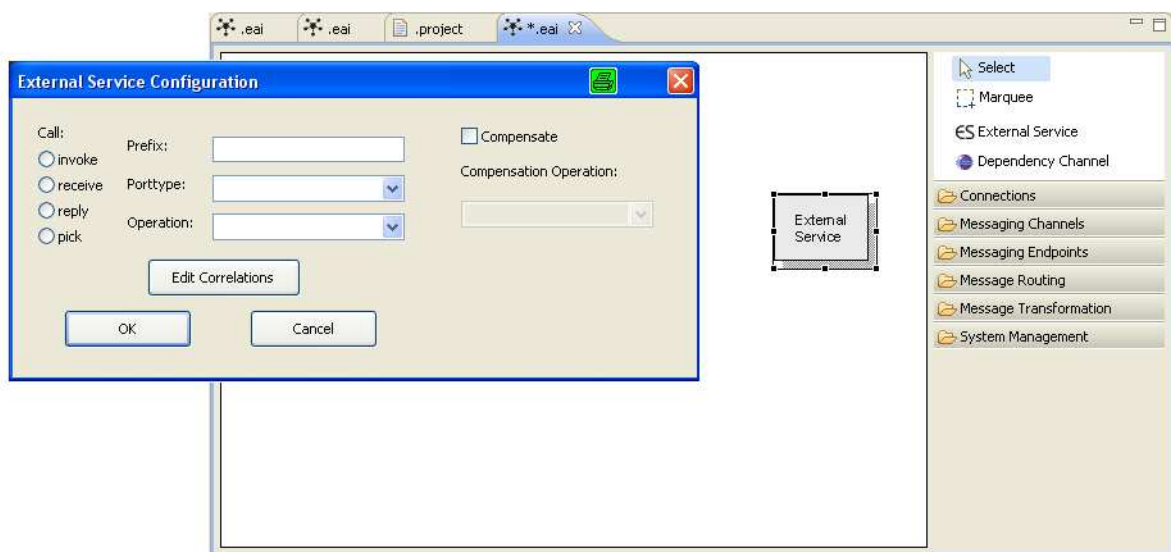 .eai
.eai
.project
*.eai
External Service Configuration
Call:
invoke
receive
reply
pick
Prefix:
Porttype:
Operation:
Compensate
Compensation Operation:
Edit Correlations
OK
Cancel
External
Service
Select
Marquee
ES External Service
Dependency Channel
Connections
Messaging Channels
Messaging Endpoints
Message Routing
Message Transformation
System Management